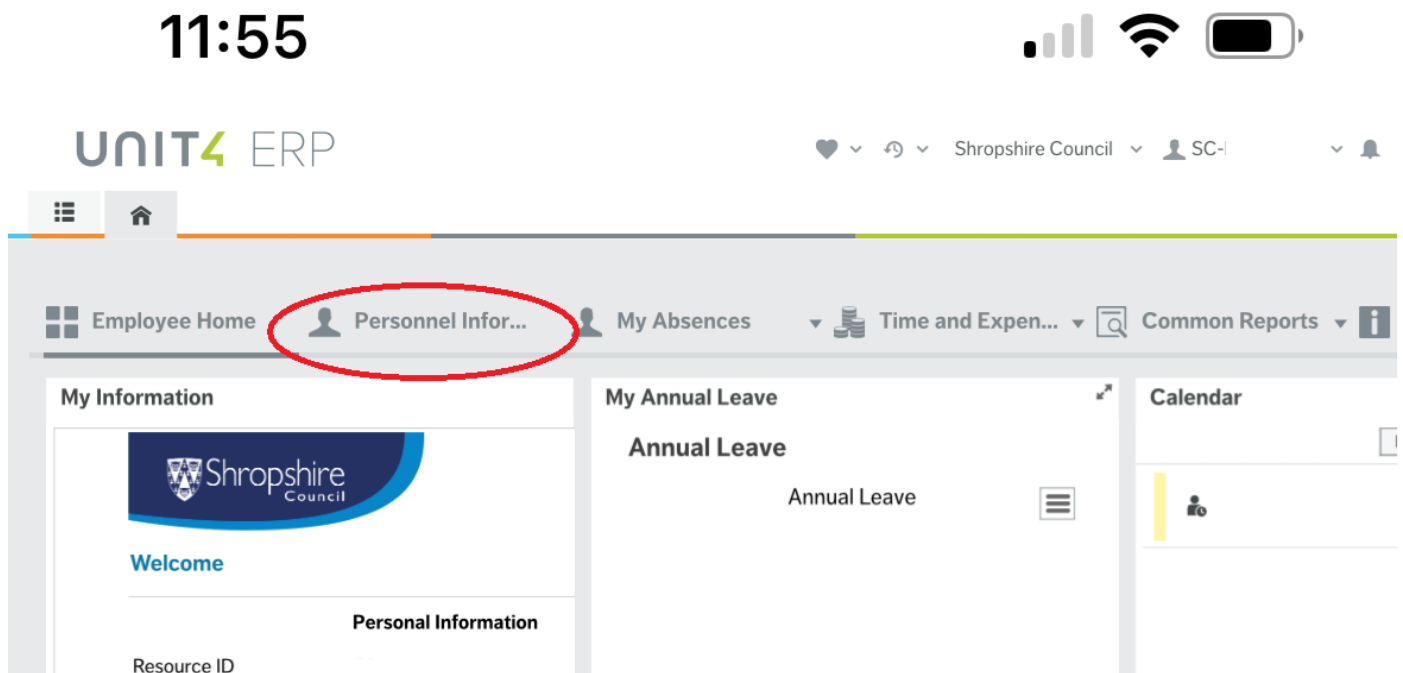 11:55
UNIT4 ERP
Shropshire Council
SC-
Employee Home
Personnel Infor...
My Absences
Time and Expen...
Common Reports
My Information
My Annual Leave
Calendar
Shropshire
Council
Annual Leave
Annual Leave
Welcome
Personal Information
Resource ID